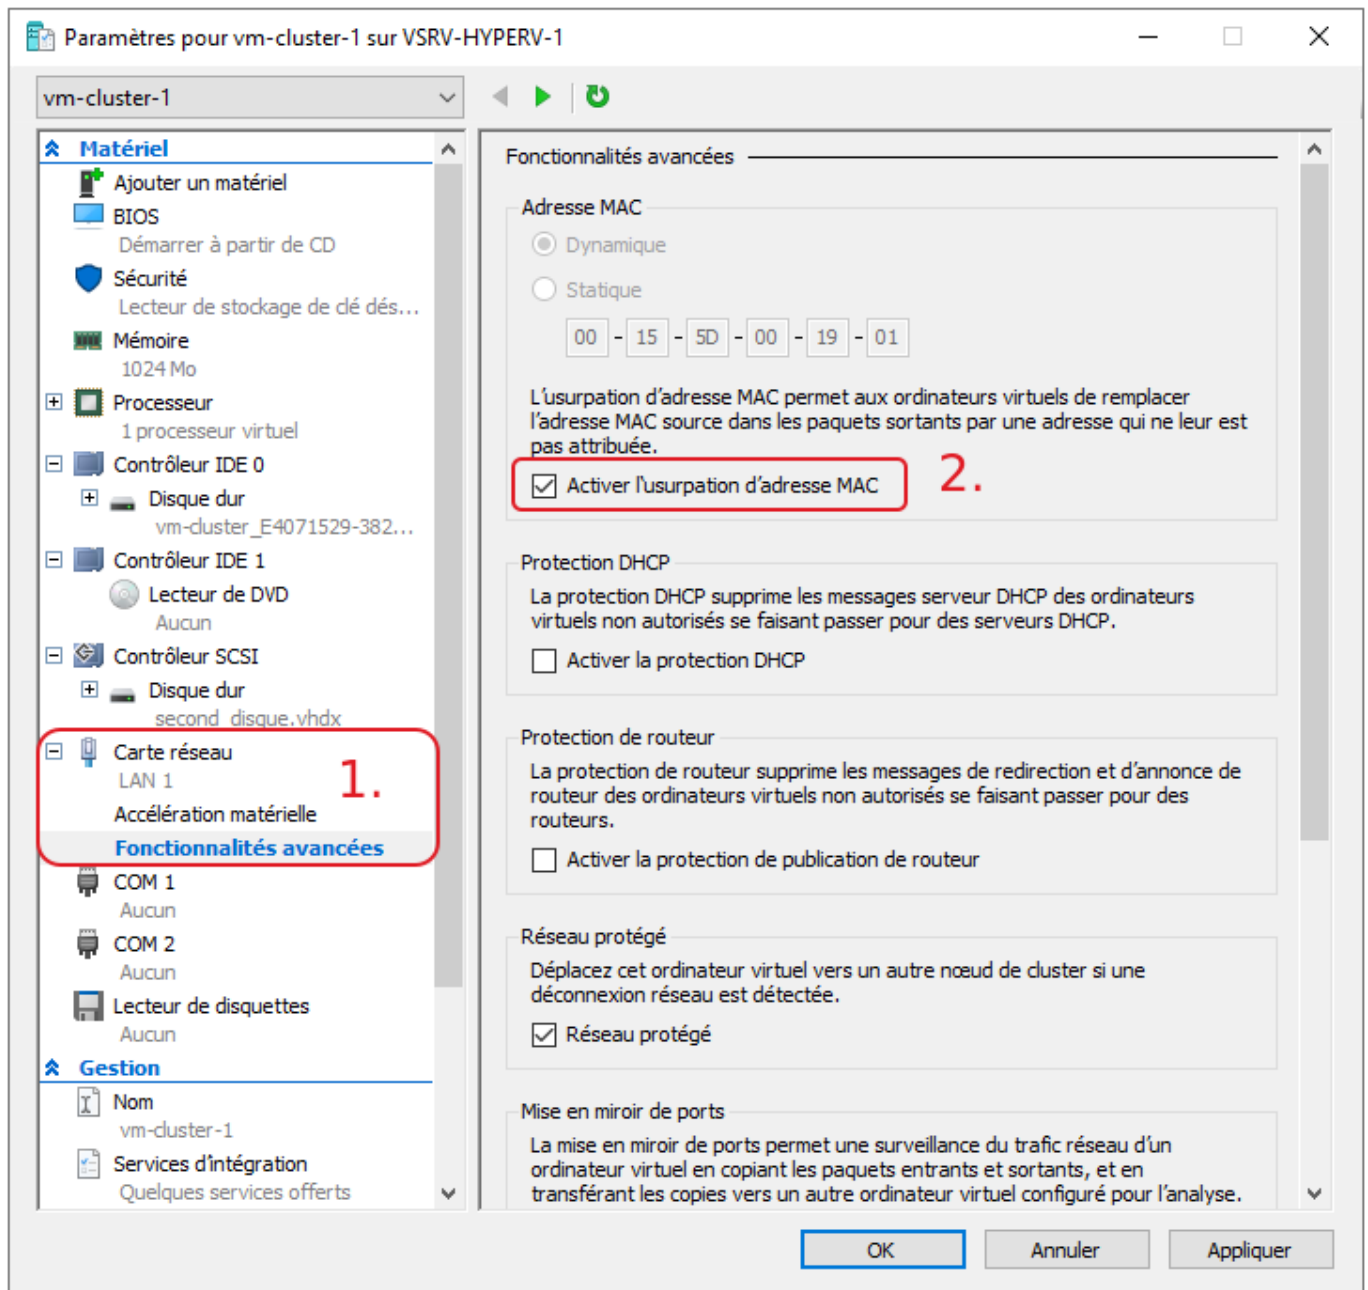 Paramètres pour vm-cluster-1 sur VSRV-HYPERV-1
vm-cluster-1
Matériel
Ajouter un matériel
BIOS
Démarrer à partir de CD
Sécurité
Lecteur de stockage de clé dés...
Mémoire
1024 Mo
Processeur
1 processeur virtuel
Contrôleur IDE 0
Disque dur
vm-cluster_E4071529-382...
Contrôleur IDE 1
Lecteur de DVD
Aucun
Contrôleur SCSI
Disque dur
second_disque.vhdx
Carte réseau
LAN 1
1.
Accélération matérielle
Fonctionnalités avancées
COM 1
Aucun
COM 2
Aucun
Lecteur de disquettes
Aucun
Gestion
Nom
vm-cluster-1
Services d'intégration
Quelques services offerts
Fonctionnalités avancées
Adresse MAC
Dynamique
Statique
00 - 15 - 5D - 00 - 19 - 01
L'usurpation d'adresse MAC permet aux ordinateurs virtuels de remplacer
l'adresse MAC source dans les paquets sortants par une adresse qui ne leur est
pas attribuée.
Activer l'usurpation d'adresse MAC
2.
Protection DHCP
La protection DHCP supprime les messages serveur DHCP des ordinateurs
virtuels non autorisés se faisant passer pour des serveurs DHCP.
Activer la protection DHCP
Protection de routeur
La protection de routeur supprime les messages de redirection et d'annonce de
routeur des ordinateurs virtuels non autorisés se faisant passer pour des
routeurs.
Activer la protection de publication de routeur
Réseau protégé
Déplacez cet ordinateur virtuel vers un autre nœud de cluster si une
déconnexion réseau est détectée.
Réseau protégé
Mise en miroir de ports
La mise en miroir de ports permet une surveillance du trafic réseau d'un
ordinateur virtuel en copiant les paquets entrants et sortants, et en
transférant les copies vers un autre ordinateur virtuel configuré pour l'analyse.
OK
Annuler
Appliquer